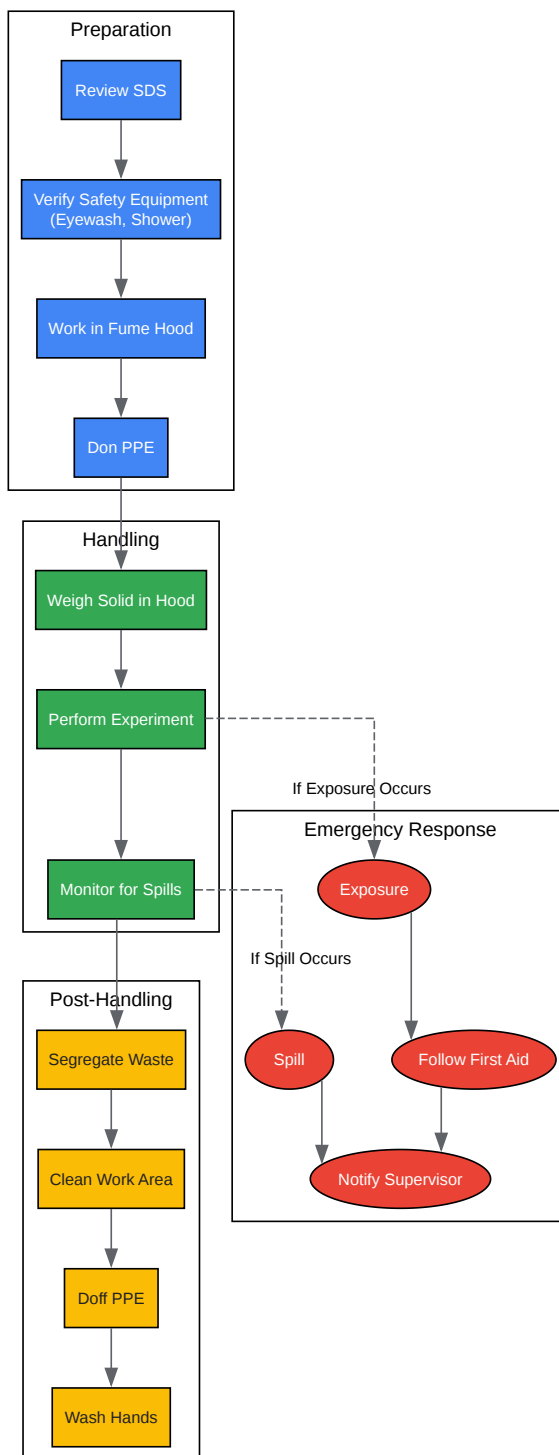 Preparation
Review SDS
Verify Safety Equipment
(Eyewash, Shower)
Work in Fume Hood
Don PPE
Handling
Weigh Solid in Hood
Perform Experiment
If Exposure Occurs
Emergency Response
Monitor for Spills
Exposure
If Spill Occurs
Post-Handling
Segregate Waste
Spill
Follow First Aid
Clean Work Area
Notify Supervisor
Doff PPE
Wash Hands